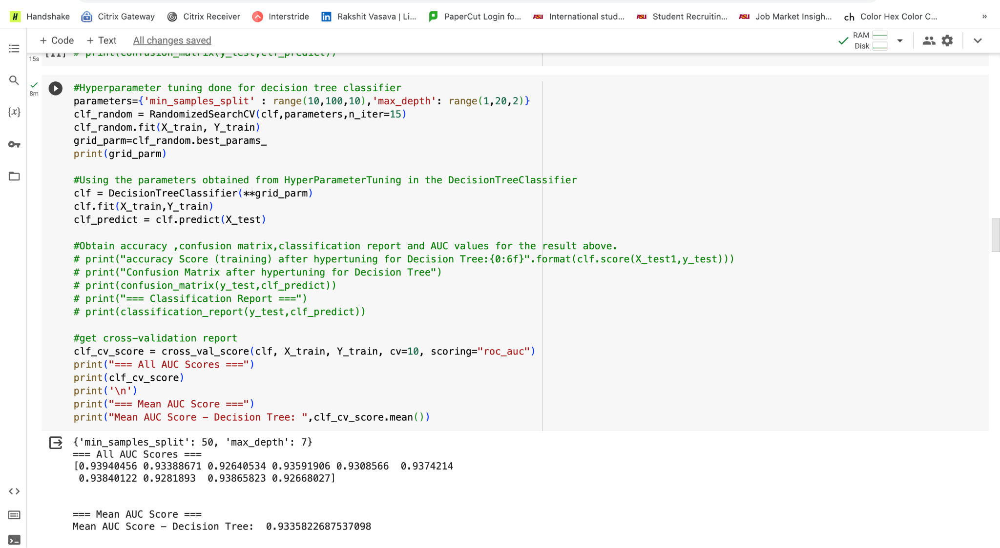 Handshake Citrix Gateway Citrix Receiver Interstride Rakshit Vasava | Li... PaperCut Login fo... ASU International stud... ASU Student Recruitin... ASU Job Market Insigh... ch Color Hex Color C... »
+ Code + Text All changes saved RAM Disk
15s [11] # print(confusion_matrix(y_test,clf_predict))
8m
#Hyperparameter tuning done for decision tree classifier
parameters={'min_samples_split' : range(10,100,10),'max_depth': range(1,20,2)}
clf_random = RandomizedSearchCV(clf,parameters,n_iter=15)
clf_random.fit(X_train, Y_train)
grid_parm=clf_random.best_params_
print(grid_parm)
#Using the parameters obtained from HyperParameterTuning in the DecisionTreeClassifier
clf = DecisionTreeClassifier(**grid_parm)
clf.fit(X_train,Y_train)
clf_predict = clf.predict(X_test)
#Obtain accuracy ,confusion matrix,classification report and AUC values for the result above.
# print("accuracy Score (training) after hypertuning for Decision Tree:{0:6f}".format(clf.score(X_test1,y_test)))
# print("Confusion Matrix after hypertuning for Decision Tree")
# print(confusion_matrix(y_test,clf_predict))
# print("=== Classification Report ===")
# print(classification_report(y_test,clf_predict))
#get cross-validation report
clf_cv_score = cross_val_score(clf, X_train, Y_train, cv=10, scoring="roc_auc")
print("=== All AUC Scores ===")
print(clf_cv_score)
print('\n')
print("=== Mean AUC Score ===")
print("Mean AUC Score - Decision Tree: ",clf_cv_score.mean())
{'min_samples_split': 50, 'max_depth': 7}
=== All AUC Scores ===
[0.93940456 0.93388671 0.92640534 0.93591906 0.9308566  0.9374214
 0.93840122 0.9281893  0.93865823 0.92668027]
=== Mean AUC Score ===
Mean AUC Score - Decision Tree:  0.9335822687537098